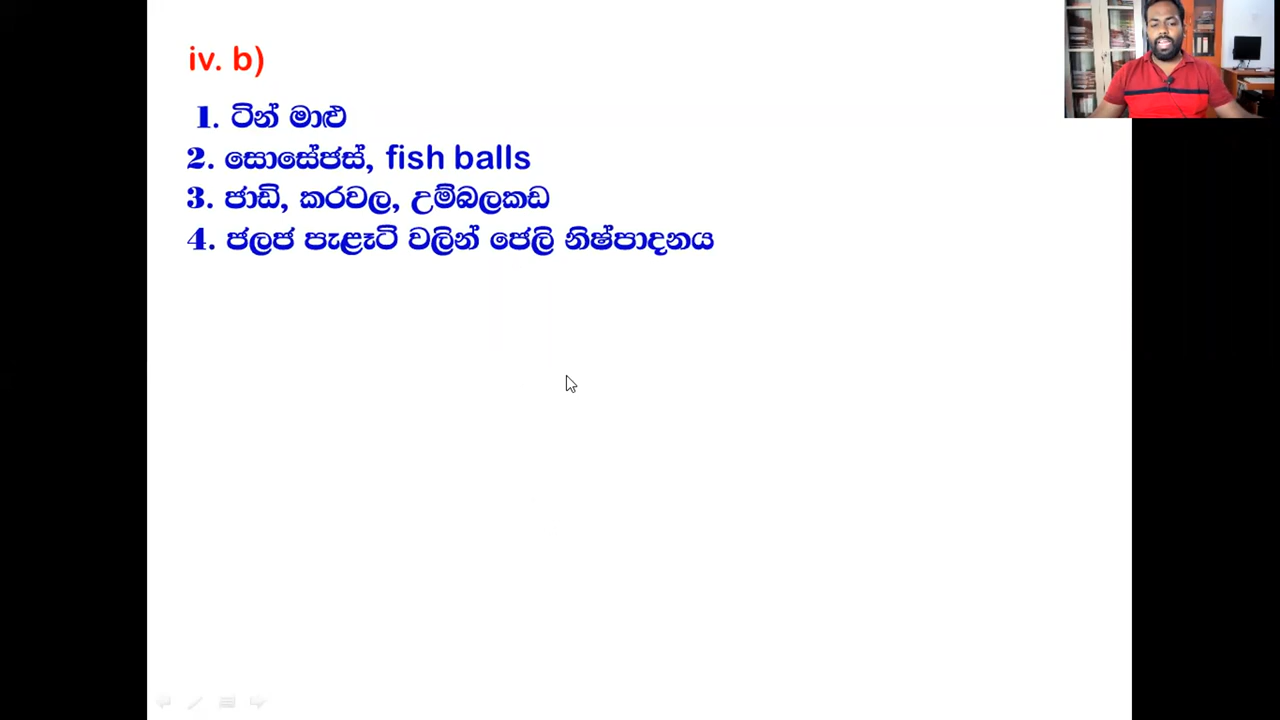 iv. b)
1. ටින් මාළු
2. සොසේජස්, fish balls
3. ජාඩි, කරවල, උම්බලකඩ
4. ජලජ පැළෑටි වලින් ජෙලි නිෂ්පාදනය